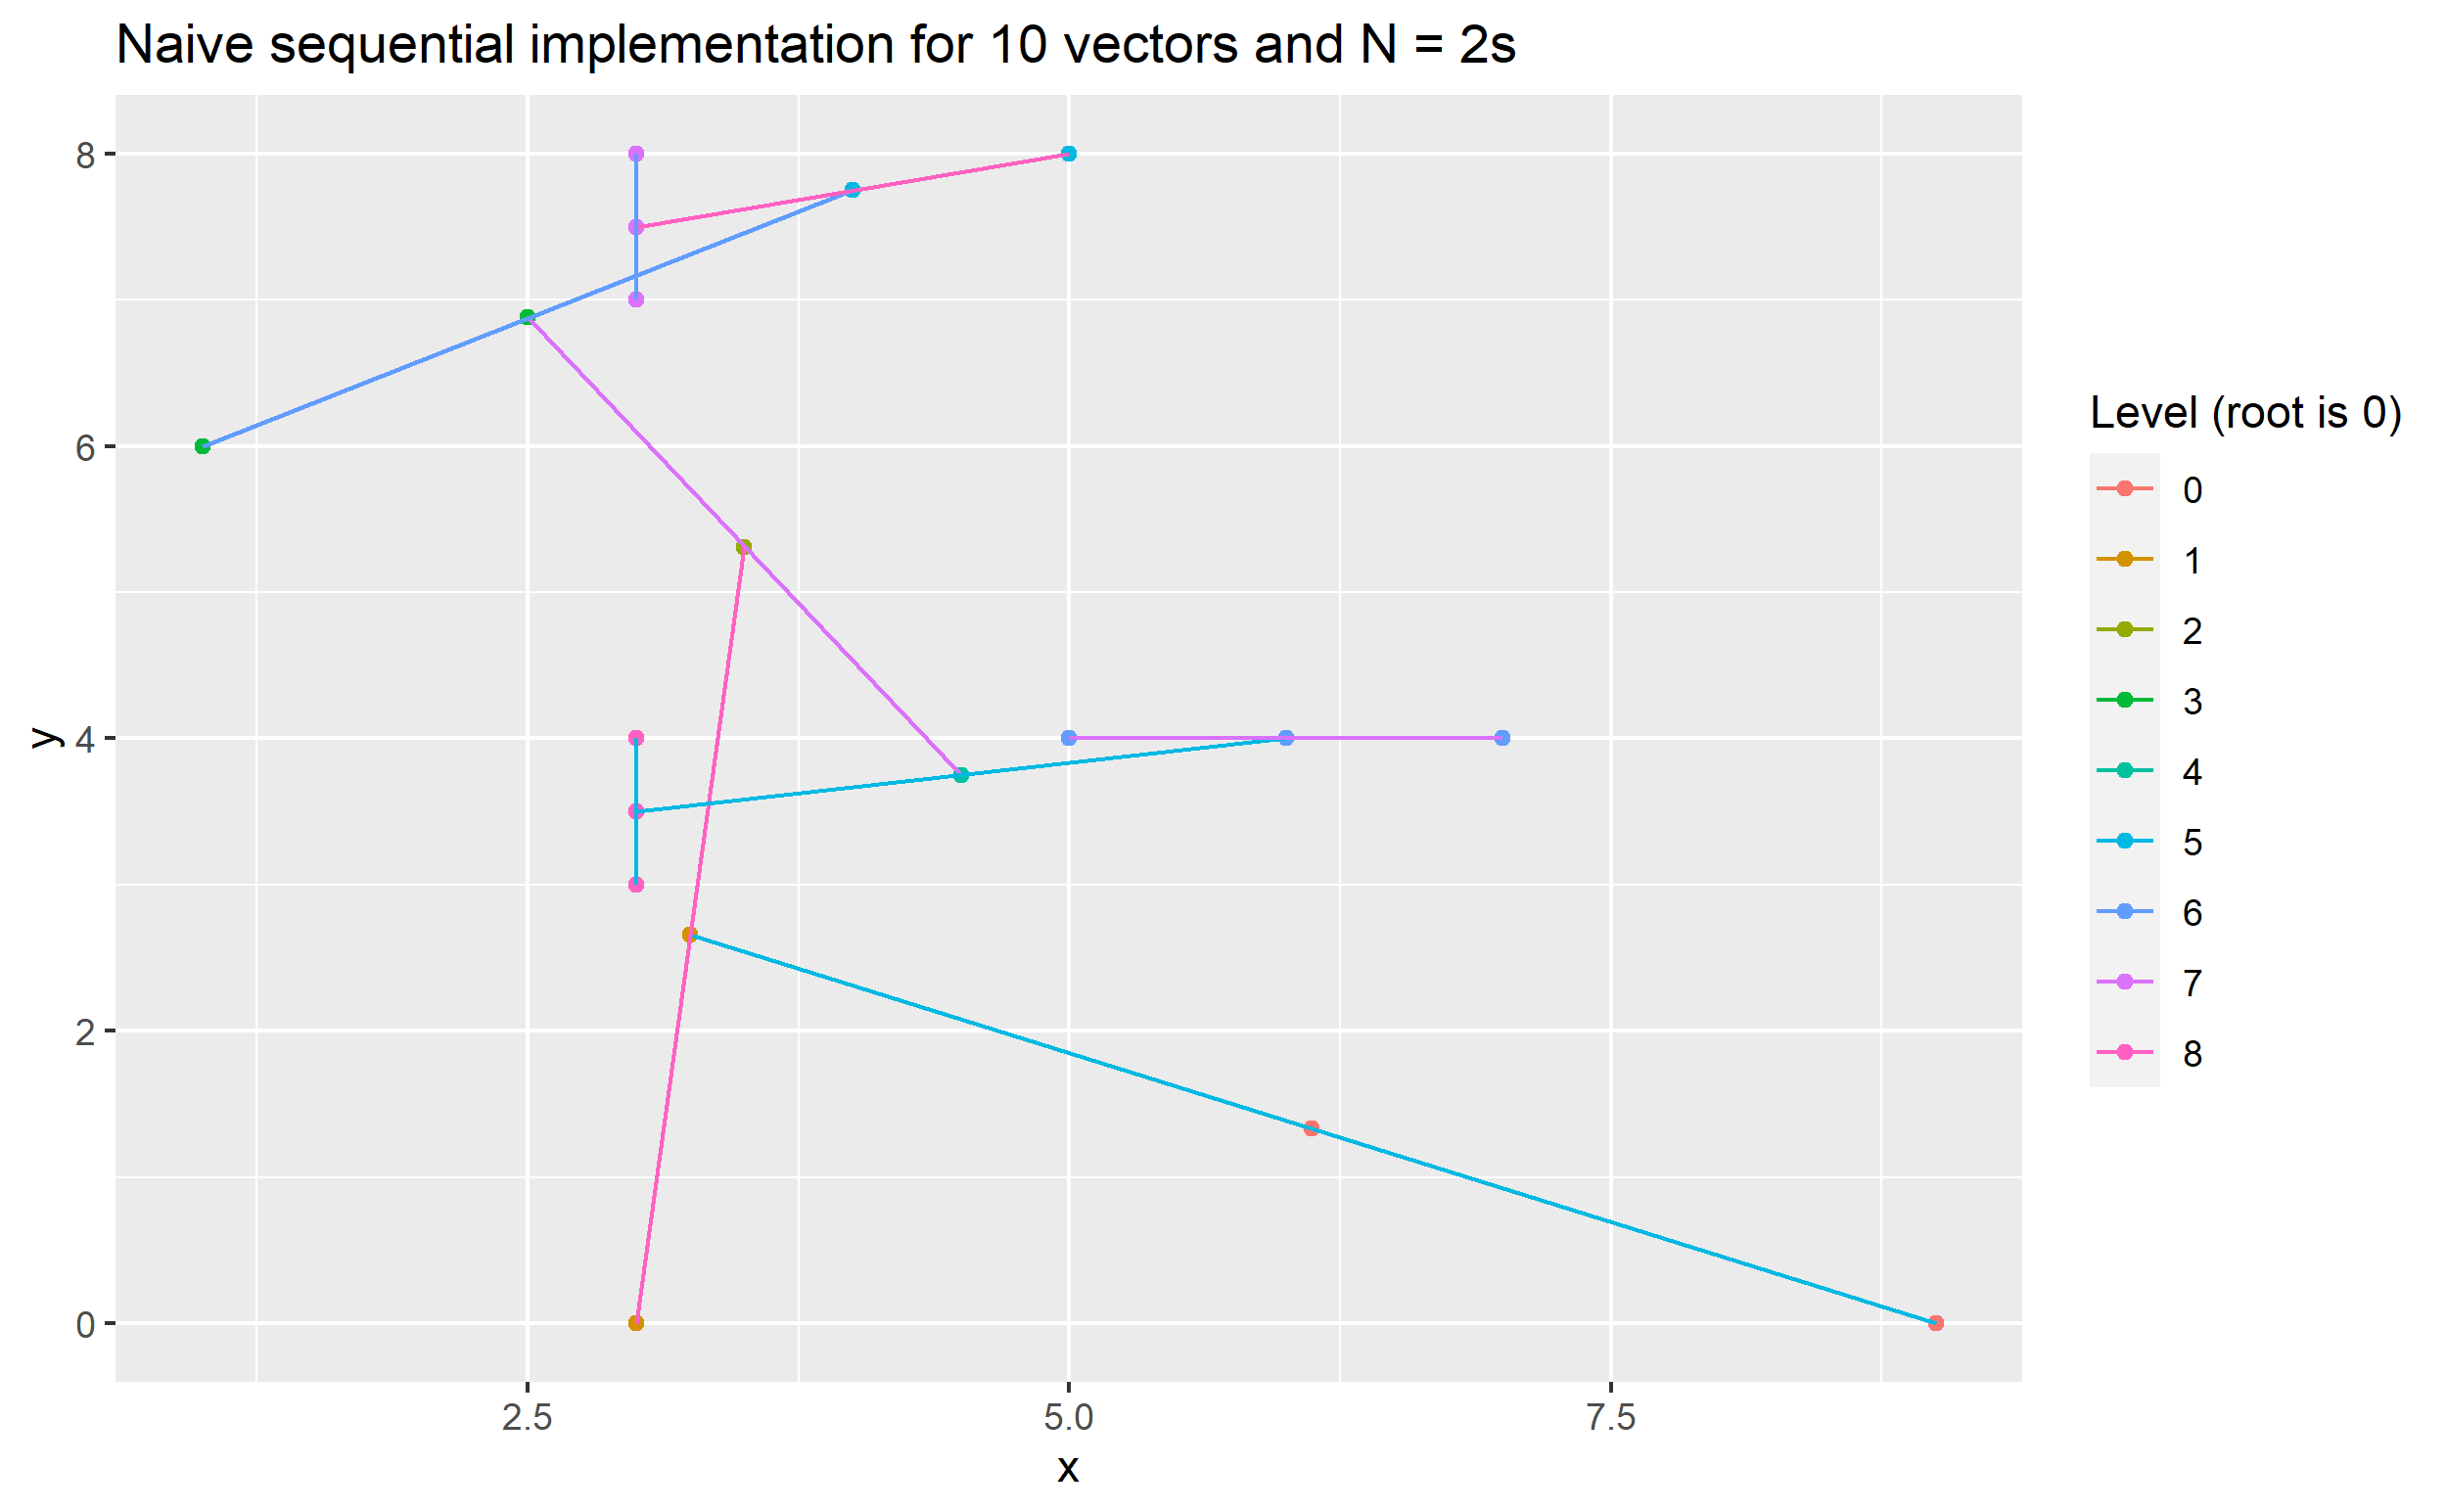 Naive sequential implementation for 10 vectors and N = 2s
8
6
4
2
0
y
2.5 5.0 7.5
x
Level (root is 0)
0
1
2
3
4
5
6
7
8